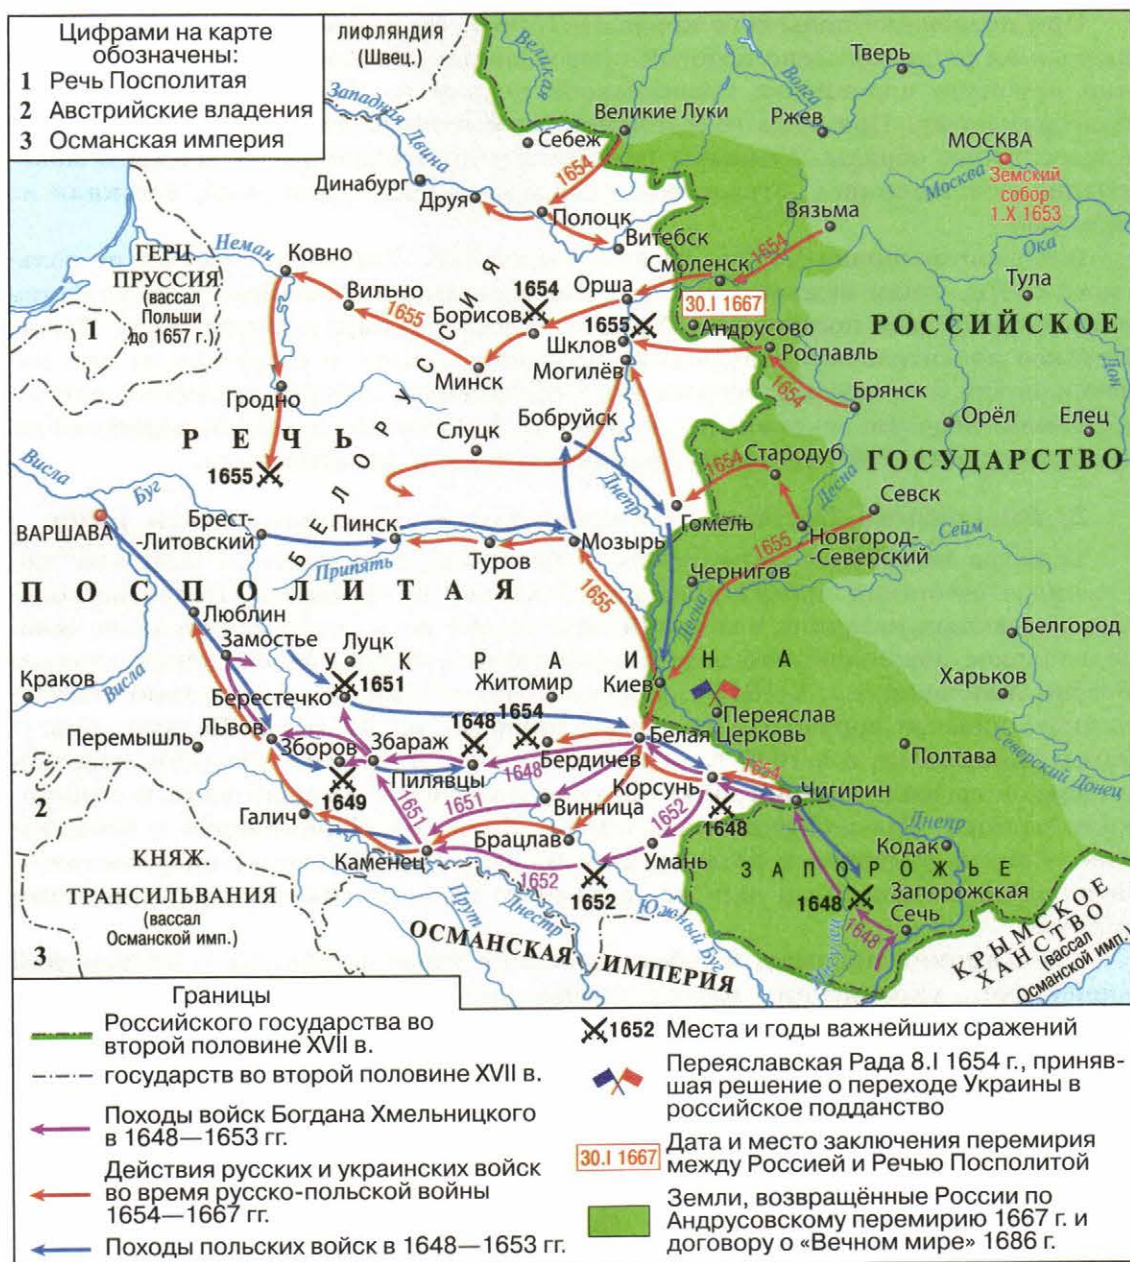 Цифрами на карте
обозначены:
1 Речь Посполитая
2 Австрийские владения
3 Османская империя
ЛИФЛЯНДИЯ
(Швец.)
Великая
Тверь
Волга
Ржев
Западная Двина
Великие Луки
Себеж
МОСКВА
Москва
Земский
собор
1.X 1653
1654
Динабург
Друя
Полоцк
Витебск
Вязьма
1654
Ока
Тула
ГЕРЦ.
ПРУССИЯ
(вассал
Польши
до 1657 г.)
1
Неман
Ковно
Вильно
1655
Смоленск
Орша
30.I 1667
Андрусово
1654
Борисов
1655
Шклов
Могилёв
Минск
Рославль
1654
Брянск
РОССИЙСКОЕ
ГОСУДАРСТВО
Дон
Орёл
Елец
Гродно
Бобруйск
Слуцк
РЕЧЬ
ПОСПОЛИТАЯ
БЕЛОРУССИЯ
1655
Висла
Буг
ВАРШАВА
Брест-
-Литовский
Пинск
Припять
Туров
Мозырь
Днепр
Гомель
1654
Стародуб
Десна
Севск
1655
Новгород-
-Северский
Сейм
Чернигов
Десна
1655
Белгород
Харьков
Люблин
Замостье
Краков
Висла
УКРАИНА
Луцк
1651
Берестечко
Житомир
1654
1648
Киев
Переяслав
Белая Церковь
Полтава
Северский Донец
Перемышль
Львов
Зборов
1649
Збараж
Пилявцы
1648
Бердичев
1651
1651
Винница
Корсунь
1652
1648
1654
Чигирин
Днепр
Кодак
2
Галич
Каменец
Брацлав
1652
1652
Умань
ЗАПОРОЖЬЕ
1648
Запорожская
Сечь
1648
Ингулец
КНЯЖ.
ТРАНСИЛЬВАНИЯ
(вассал
Османской имп.)
3
Прут
Днестр
Южный Буг
ОСМАНСКАЯ ИМПЕРИЯ
КРЫМСКОЕ
ХАНСТВО
(вассал
Османской имп.)
Границы
Российского государства во
второй половине XVII в.
государств во второй половине XVII в.
Походы войск Богдана Хмельницкого
в 1648—1653 гг.
Действия русских и украинских войск
во время русско-польской войны
1654—1667 гг.
Походы польских войск в 1648—1653 гг.
1652 Места и годы важнейших сражений
Переяславская Рада 8.I 1654 г., приняв-
шая решение о переходе Украины в
российское подданство
30.I 1667 Дата и место заключения перемирия
между Россией и Речью Посполитой
Земли, возвращённые России по
Андрусовскому перемирию 1667 г. и
договору о «Вечном мире» 1686 г.